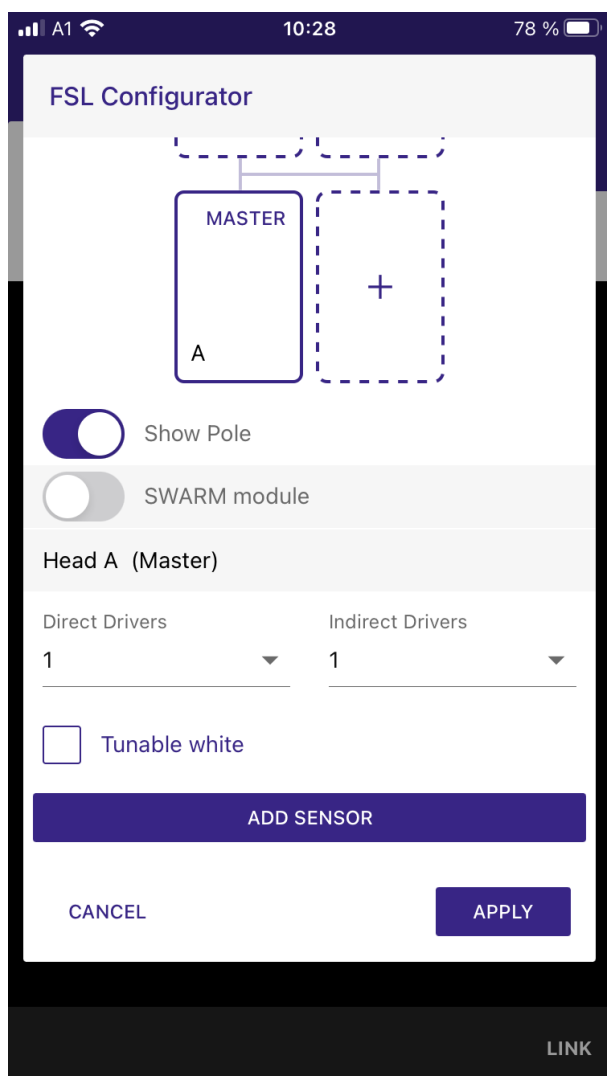 A1 10:28 78 %
FSL Configurator
MASTER
+
A
Show Pole
SWARM module
Head A (Master)
Direct Drivers Indirect Drivers
1 1
Tunable white
ADD SENSOR
CANCEL APPLY
LINK